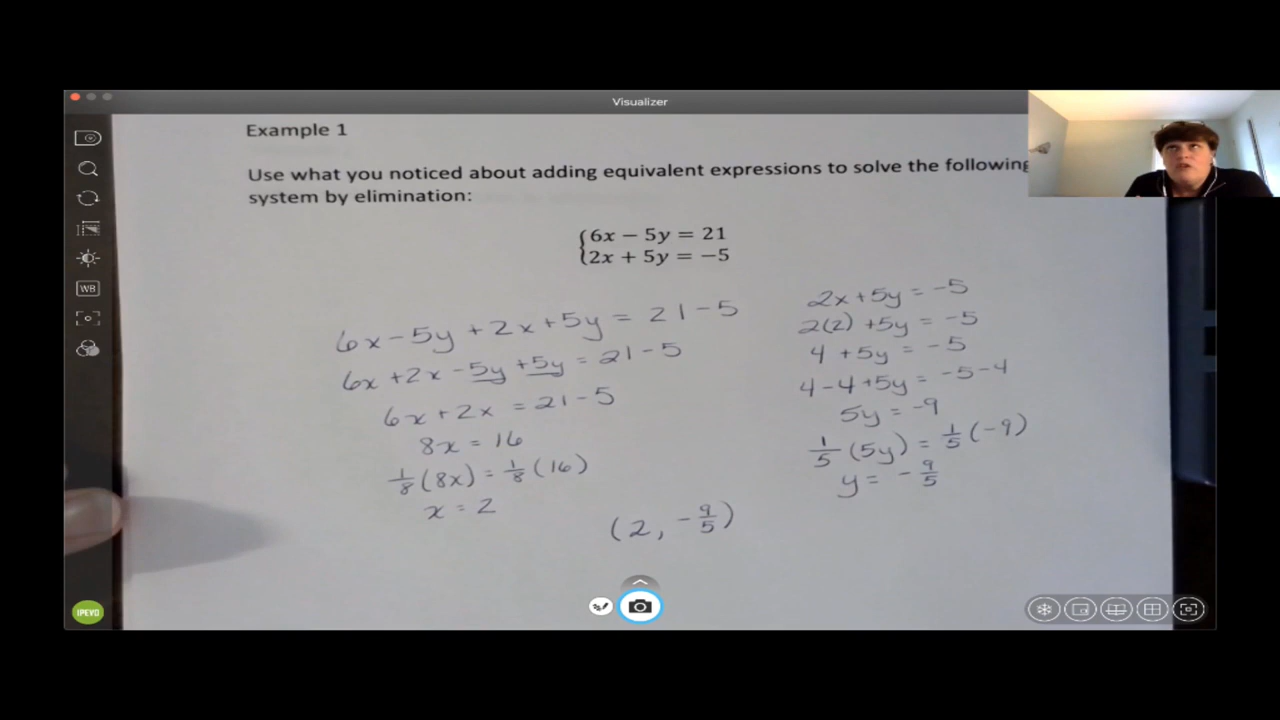 Visualizer
Example 1
Use what you noticed about adding equivalent expressions to solve the following
system by elimination:
6x − 5y = 21
2x + 5y = −5
6x - 5y + 2x + 5y = 21 - 5
6x + 2x - 5y + 5y = 21 - 5
6x + 2x = 21 - 5
8x = 16
1/8 (8x) = 1/8 (16)
x = 2
2x + 5y = -5
2(2) + 5y = -5
4 + 5y = -5
4 - 4 + 5y = -5 - 4
5y = -9
1/5 (5y) = 1/5 (-9)
y = - 9/5
(2, - 9/5)
WB
IPEVO